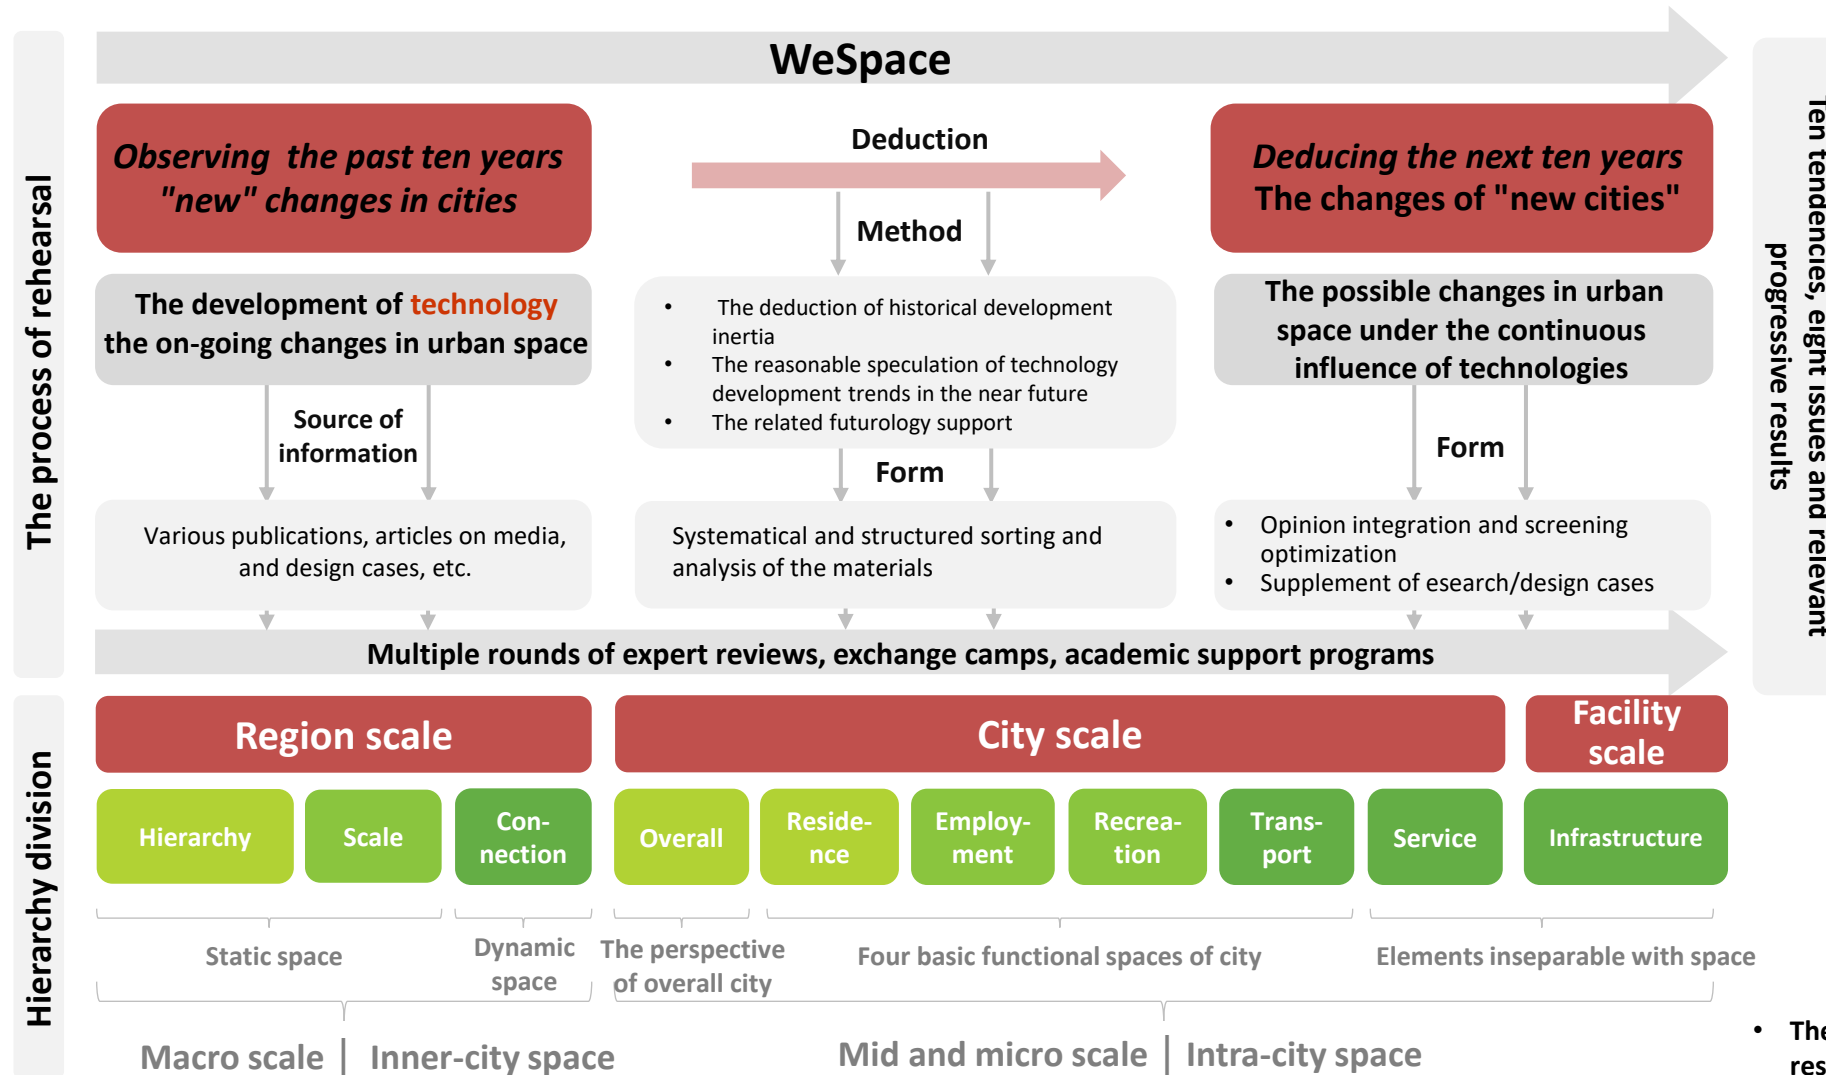 WeSpace
The process of rehearsal
Observing the past ten years
"new" changes in cities
Deduction
Method
Deducing the next ten years
The changes of "new cities"
The development of technology
the on-going changes in urban space
• The deduction of historical development
inertia
• The reasonable speculation of technology
development trends in the near future
• The related futurology support
The possible changes in urban
space under the continuous
influence of technologies
Source of
information
Form
Form
Various publications, articles on media,
and design cases, etc.
Systematical and structured sorting and
analysis of the materials
• Opinion integration and screening
optimization
• Supplement of esearch/design cases
Multiple rounds of expert reviews, exchange camps, academic support programs
Ten tendencies, eight issues and relevant
progressive results
Hierarchy division
Region scale
City scale
Facility
scale
Hierarchy
Scale
Con-
nection
Overall
Reside-
nce
Employ-
ment
Recrea-
tion
Trans-
port
Service
Infrastructure
Static space
Dynamic
space
The perspective
of overall city
Four basic functional spaces of city
Elements inseparable with space
Macro scale | Inner-city space
Mid and micro scale | Intra-city space